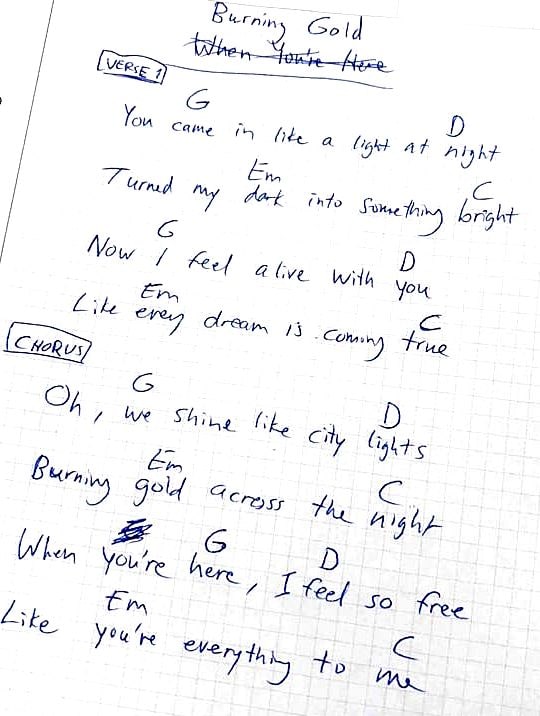 Burning Gold
When You're Here
VERSE 1
G D
You came in like a light at night
Em C
Turned my dark into something bright
G D
Now I feel alive with you
Em C
Like evey dream is coming true
CHORUS
G D
Oh, we shine like city lights
Em C
Burning gold across the night
G D
When you're here, I feel so free
Em C
Like you're everything to me